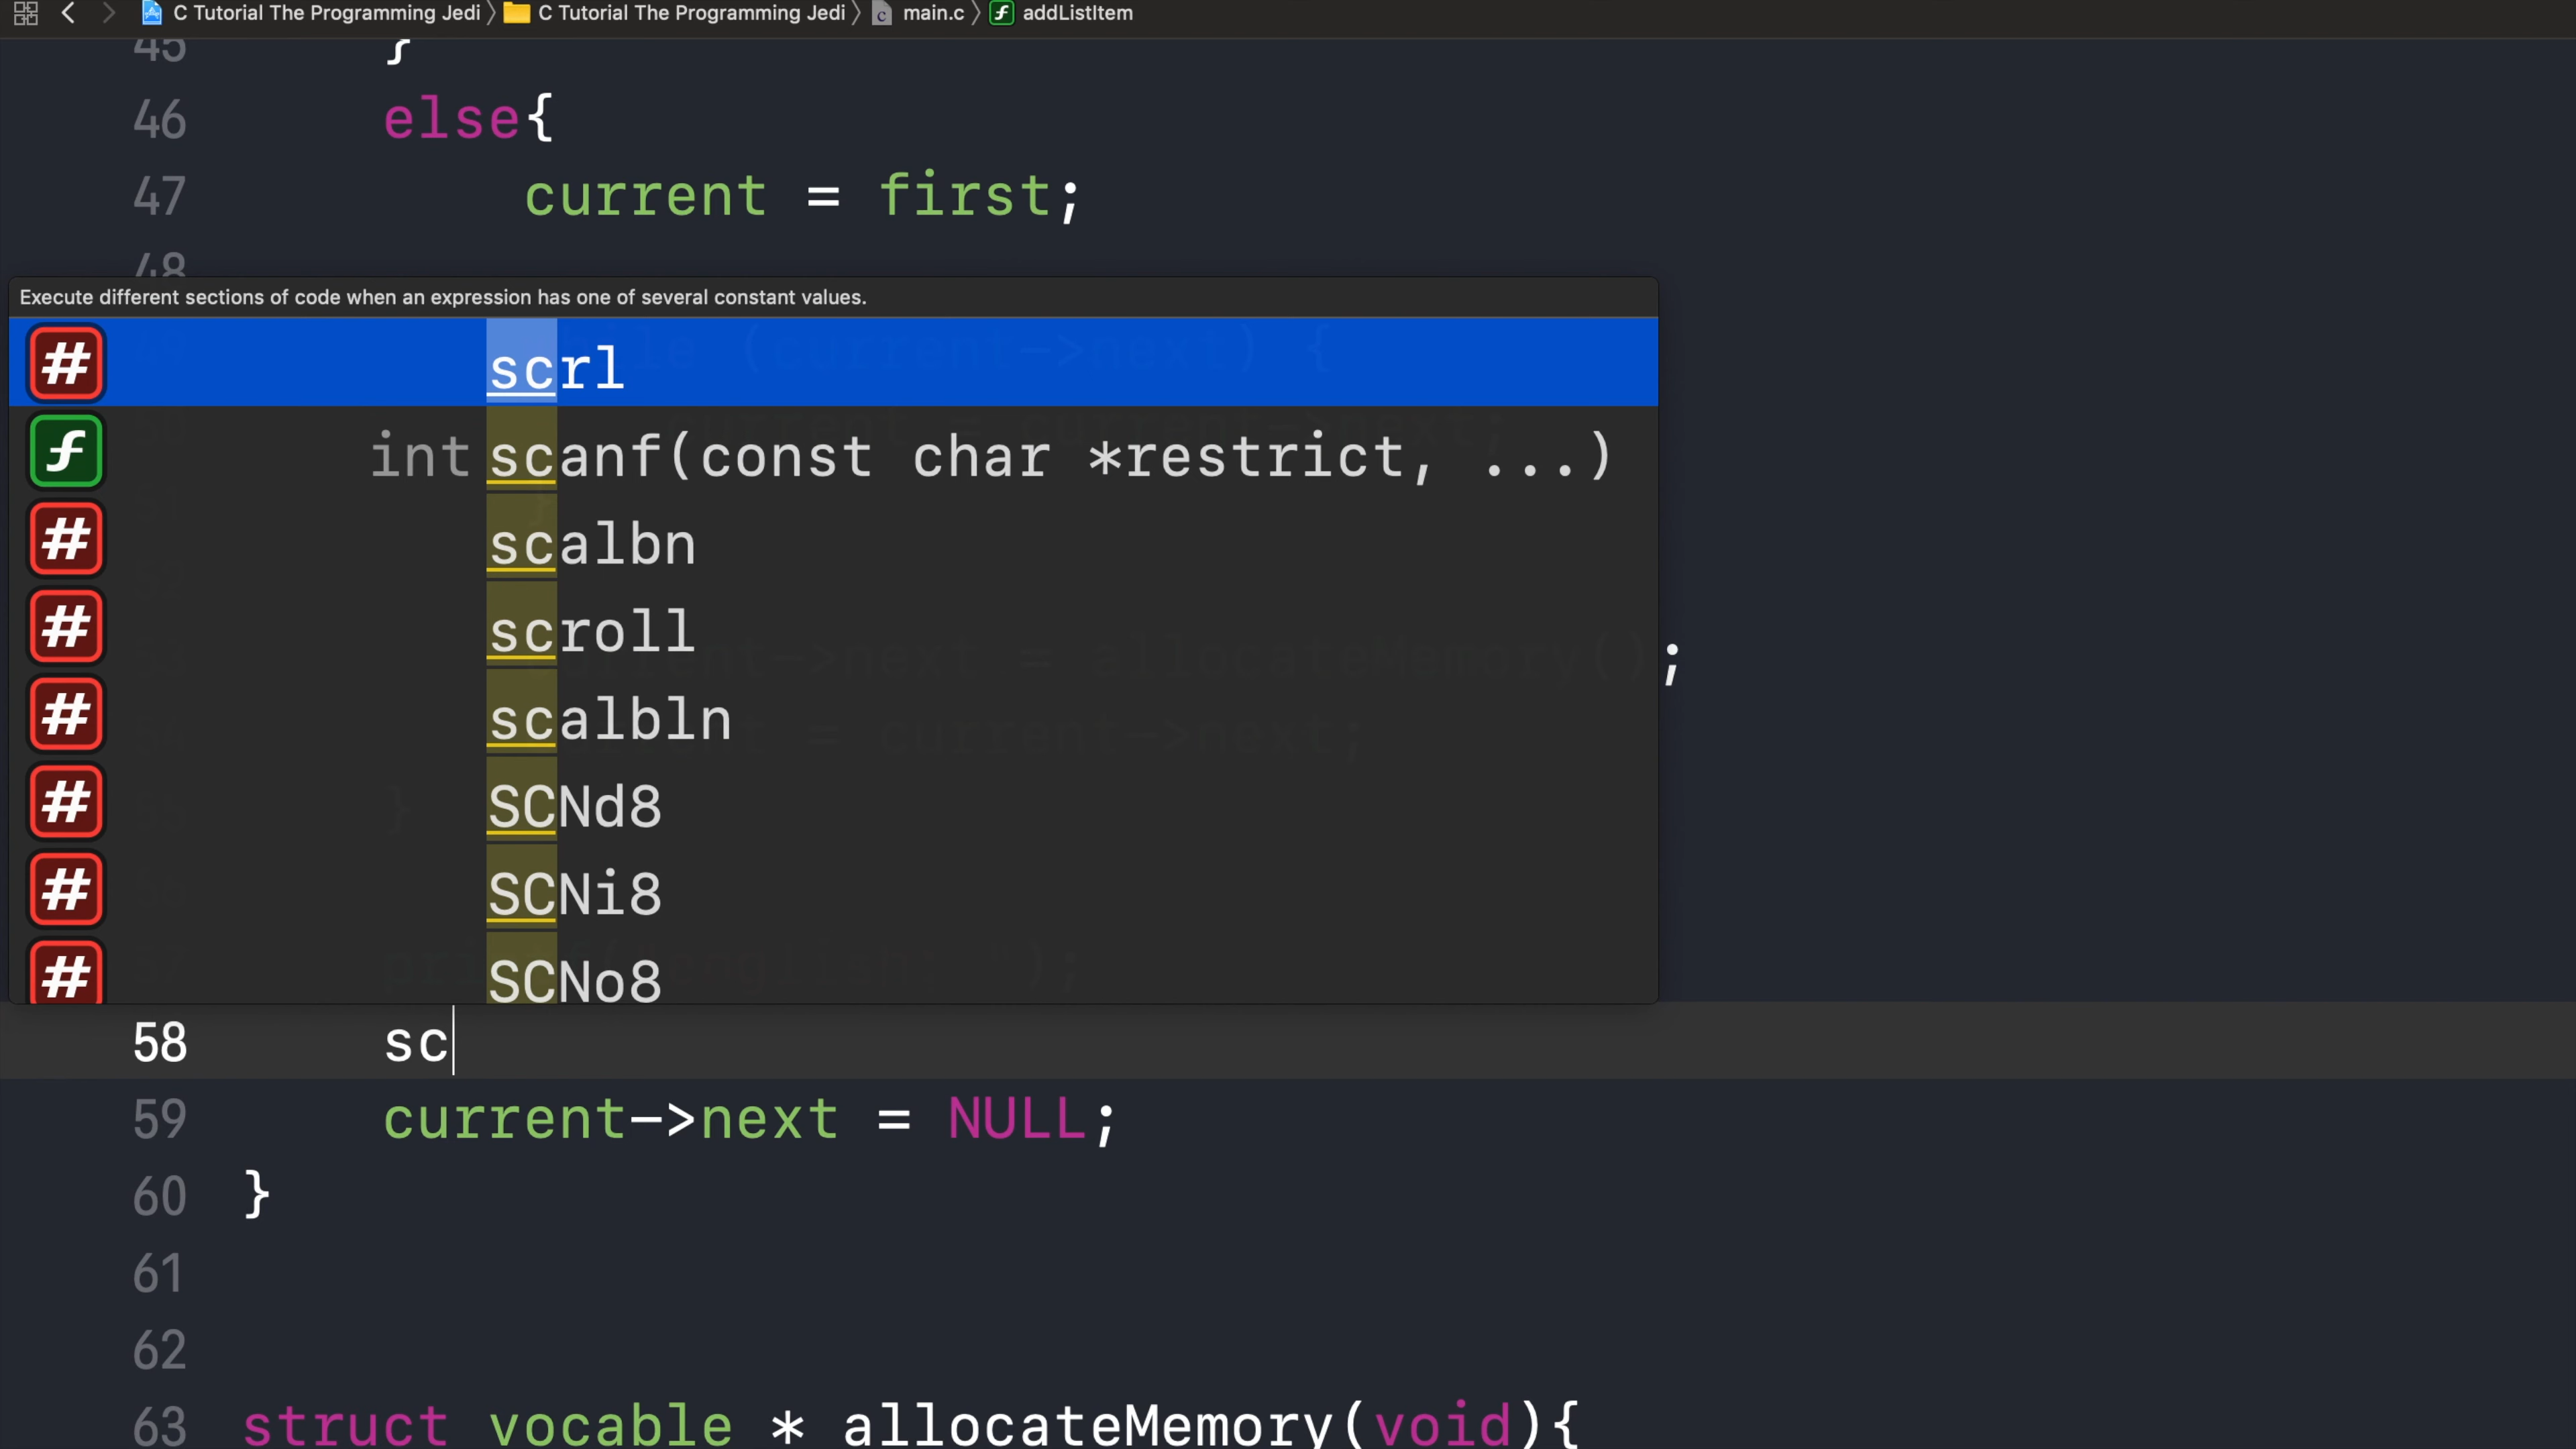 C Tutorial The Programming Jedi 〉 C Tutorial The Programming Jedi 〉 c main.c 〉 f addListItem
45 }
46 else{
47 current = first;
48
Execute different sections of code when an expression has one of several constant values.
# scrl
f int scanf(const char *restrict, ...)
# scalbn
# scroll
# scalbln
# SCNd8
# SCNi8
# SCNo8
;
58 sc
59 current->next = NULL;
60 }
61
62
63 struct vocable * allocateMemory(void){